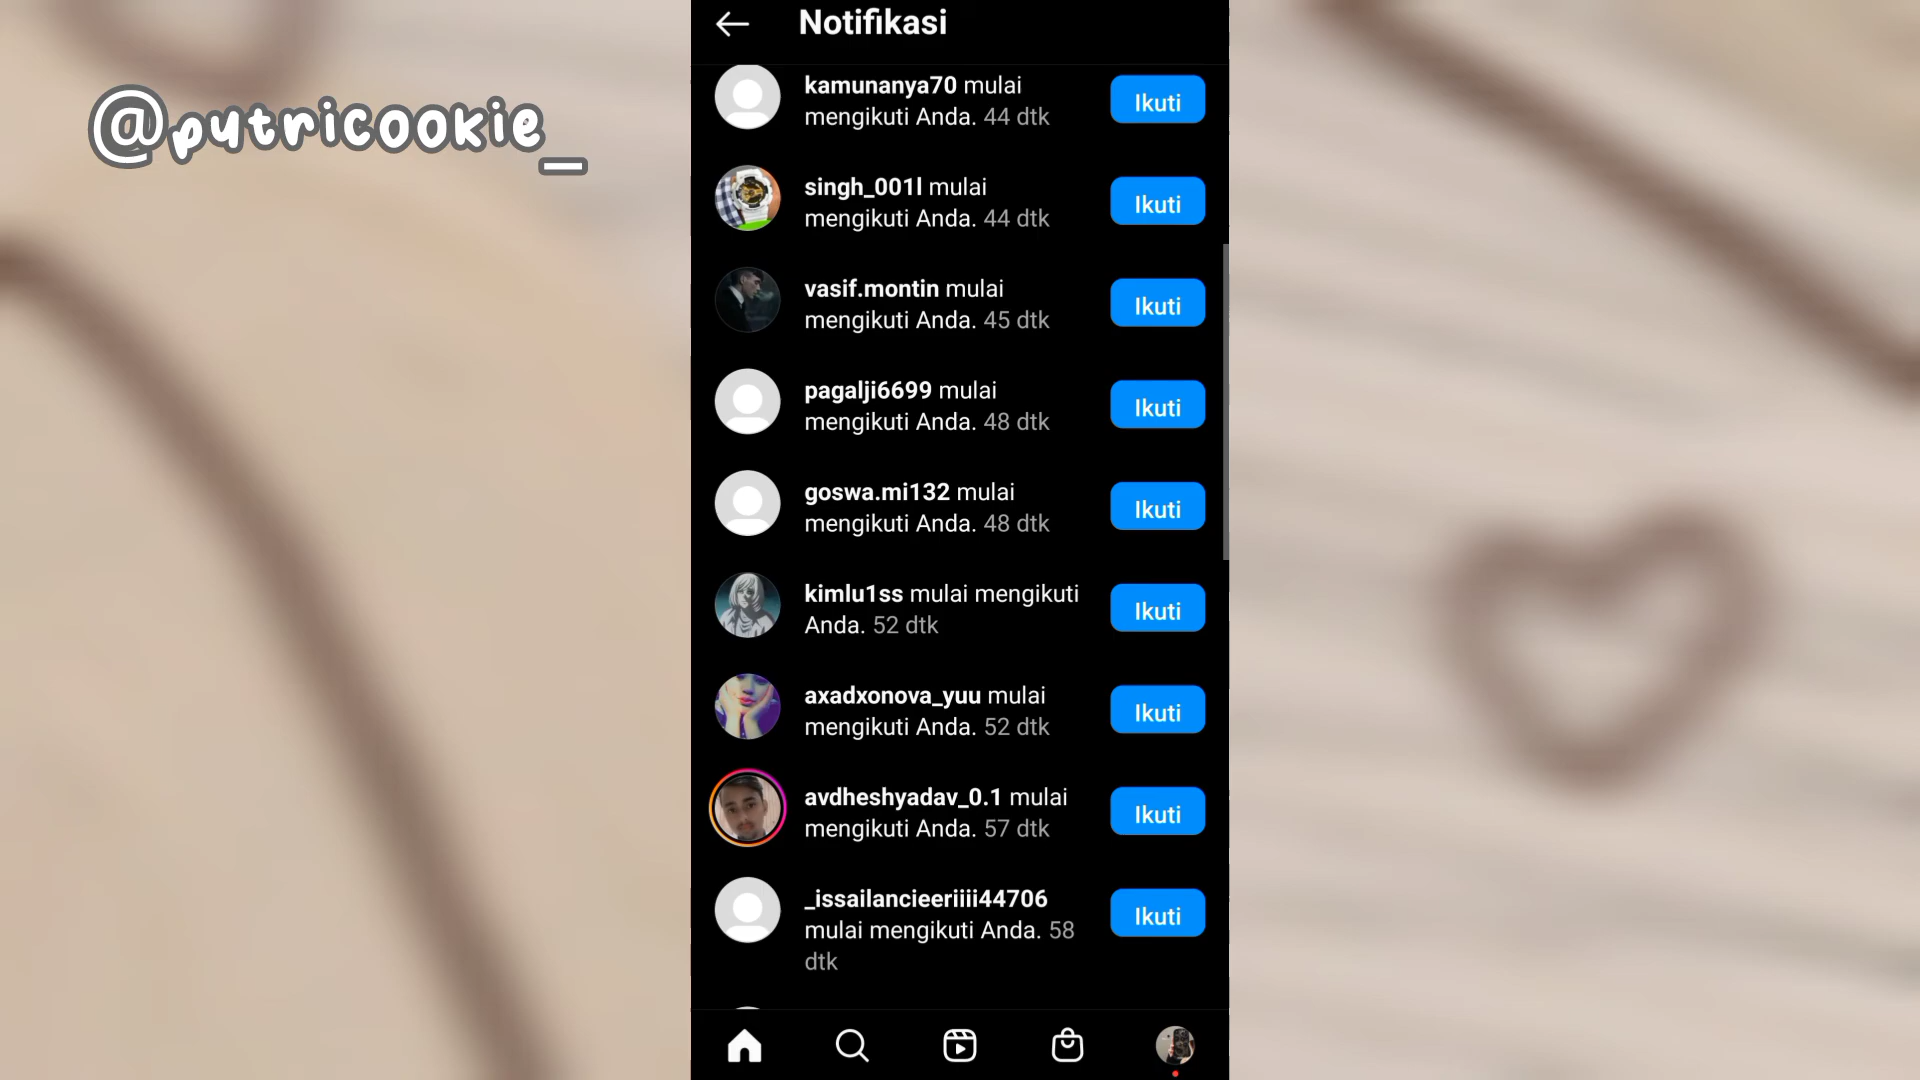 @putricookie_
Notifikasi
kamunanya70 mulai
mengikuti Anda. 44 dtk
Ikuti
singh_001l mulai
mengikuti Anda. 44 dtk
Ikuti
vasif.montin mulai
mengikuti Anda. 45 dtk
Ikuti
pagalji6699 mulai
mengikuti Anda. 48 dtk
Ikuti
goswa.mi132 mulai
mengikuti Anda. 48 dtk
Ikuti
kimlu1ss mulai mengikuti
Anda. 52 dtk
Ikuti
axadxonova_yuu mulai
mengikuti Anda. 52 dtk
Ikuti
avdheshyadav_0.1 mulai
mengikuti Anda. 57 dtk
Ikuti
_issailancieeriiii44706
mulai mengikuti Anda. 58
dtk
Ikuti